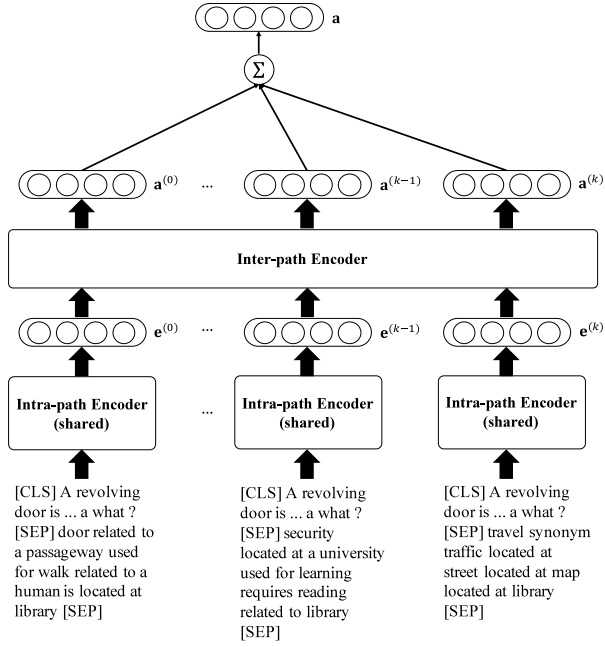 a
Σ
a^(0) ... a^(k−1) a^(k)
Inter-path Encoder
e^(0) ... e^(k−1) e^(k)
Intra-path Encoder
(shared)
...
Intra-path Encoder
(shared)
Intra-path Encoder
(shared)
[CLS] A revolving
door is ... a what ?
[SEP] door related to
a passageway used
for walk related to a
human is located at
library [SEP]
[CLS] A revolving
door is ... a what ?
[SEP] security
located at a university
used for learning
requires reading
related to library
[SEP]
[CLS] A revolving
door is ... a what ?
[SEP] travel synonym
traffic located at
street located at map
located at library
[SEP]